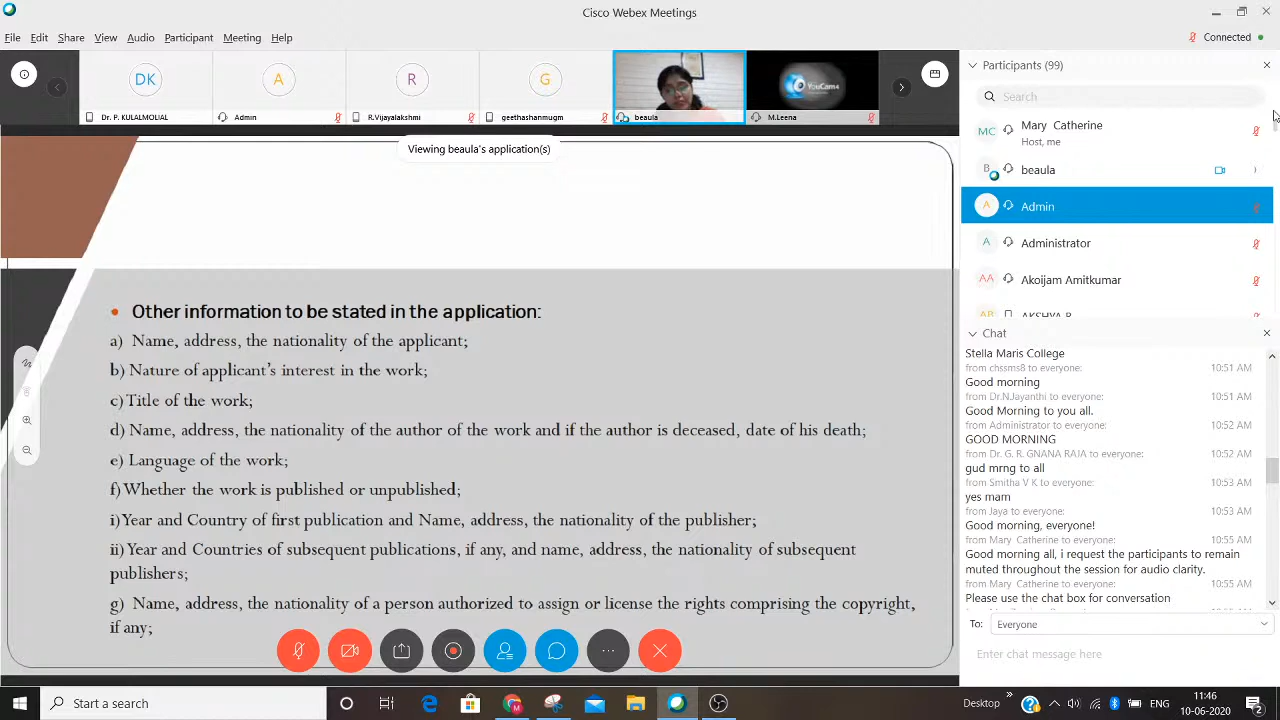 Cisco Webex Meetings
File Edit Share View Audio Participant Meeting Help
Connected
DK
A
R
G
YouCam4
Dr. P. KULALMOLIAL
Admin
R.Vijayalakshmi
geethashanmugm
beaula
M.Leena
Viewing beaula's application(s)
• Other information to be stated in the application:
a) Name, address, the nationality of the applicant;
b) Nature of applicant's interest in the work;
c) Title of the work;
d) Name, address, the nationality of the author of the work and if the author is deceased, date of his death;
e) Language of the work;
f) Whether the work is published or unpublished;
i) Year and Country of first publication and Name, address, the nationality of the publisher;
ii) Year and Countries of subsequent publications, if any, and name, address, the nationality of subsequent
publishers;
g) Name, address, the nationality of a person authorized to assign or license the rights comprising the copyright,
if any;
Participants (99)
Search
MC Mary Catherine
Host, me
B beaula
A Admin
A Administrator
AA Akoijam Amitkumar
AB AKSHYA B
Chat
Stella Maris College
from chssms8 to everyone: 10:51 AM
Good morning
from Dr.NJayanthi to everyone: 10:51 AM
Good Morning to you all.
from Administrator to everyone: 10:52 AM
GOOD MORNING
from Dr. G. R. GNANA RAJA to everyone: 10:52 AM
gud mrng to all
from Smitha V K to everyone: 10:53 AM
yes mam
from Jaya to everyone: 10:53 AM
Good morning, everyone!
from Mary Catherine to everyone: 10:55 AM
Good morning all, i request the participants to remain
muted throughout the session for audio clarity.
from Mary Catherine to everyone: 10:55 AM
Please use the chat box for conversation
To: Everyone
Enter chat message here
Start a search
Desktop
ENG
11:46
10-06-2020
2